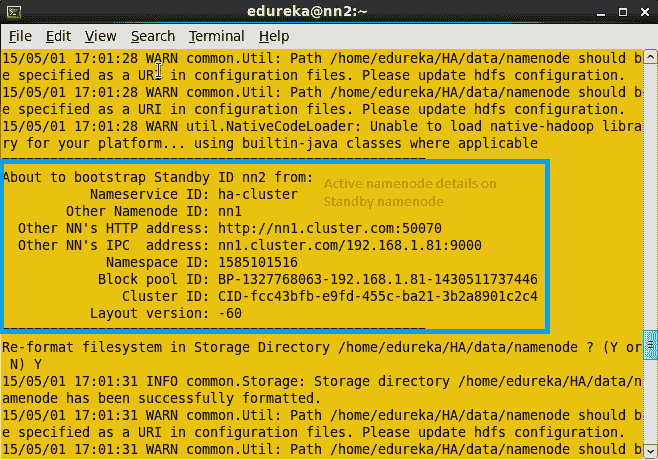 edureka@nn2:~
File Edit View Search Terminal Help
15/05/01 17:01:28 WARN common.Util: Path /home/edureka/HA/data/namenode should b
e specified as a URI in configuration files. Please update hdfs configuration.
15/05/01 17:01:28 WARN common.Util: Path /home/edureka/HA/data/namenode should b
e specified as a URI in configuration files. Please update hdfs configuration.
15/05/01 17:01:28 WARN util.NativeCodeLoader: Unable to load native-hadoop libra
ry for your platform... using builtin-java classes where applicable
=====================================================
About to bootstrap Standby ID nn2 from:
Active namenode details on
Standby namenode
Nameservice ID: ha-cluster
Other Namenode ID: nn1
Other NN's HTTP address: http://nn1.cluster.com:50070
Other NN's IPC  address: nn1.cluster.com/192.168.1.81:9000
Namespace ID: 1585101516
Block pool ID: BP-1327768063-192.168.1.81-1430511737446
Cluster ID: CID-fcc43bfb-e9fd-455c-ba21-3b2a8901c2c4
Layout version: -60
=====================================================
Re-format filesystem in Storage Directory /home/edureka/HA/data/namenode ? (Y or
N) Y
15/05/01 17:01:31 INFO common.Storage: Storage directory /home/edureka/HA/data/n
amenode has been successfully formatted.
15/05/01 17:01:31 WARN common.Util: Path /home/edureka/HA/data/namenode should b
e specified as a URI in configuration files. Please update hdfs configuration.
15/05/01 17:01:31 WARN common.Util: Path /home/edureka/HA/data/namenode should b